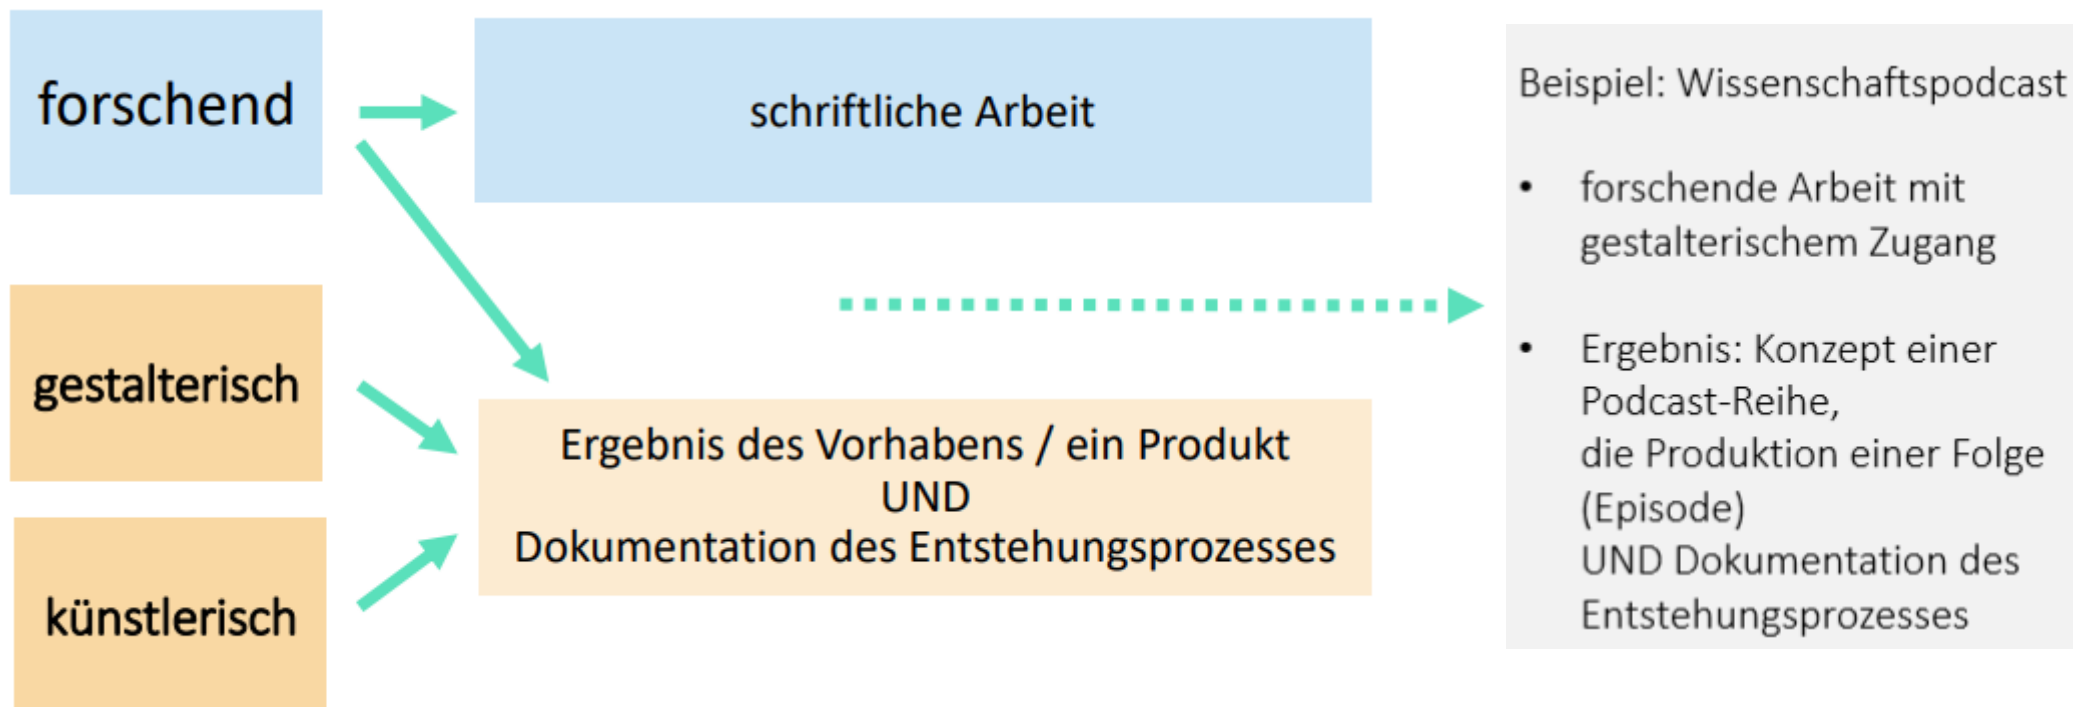 forschend
schriftliche Arbeit
gestalterisch
künstlerisch
Ergebnis des Vorhabens / ein Produkt
UND
Dokumentation des Entstehungsprozesses
Beispiel: Wissenschaftspodcast
• forschende Arbeit mit
gestalterischem Zugang
• Ergebnis: Konzept einer
Podcast-Reihe,
die Produktion einer Folge
(Episode)
UND Dokumentation des
Entstehungsprozesses